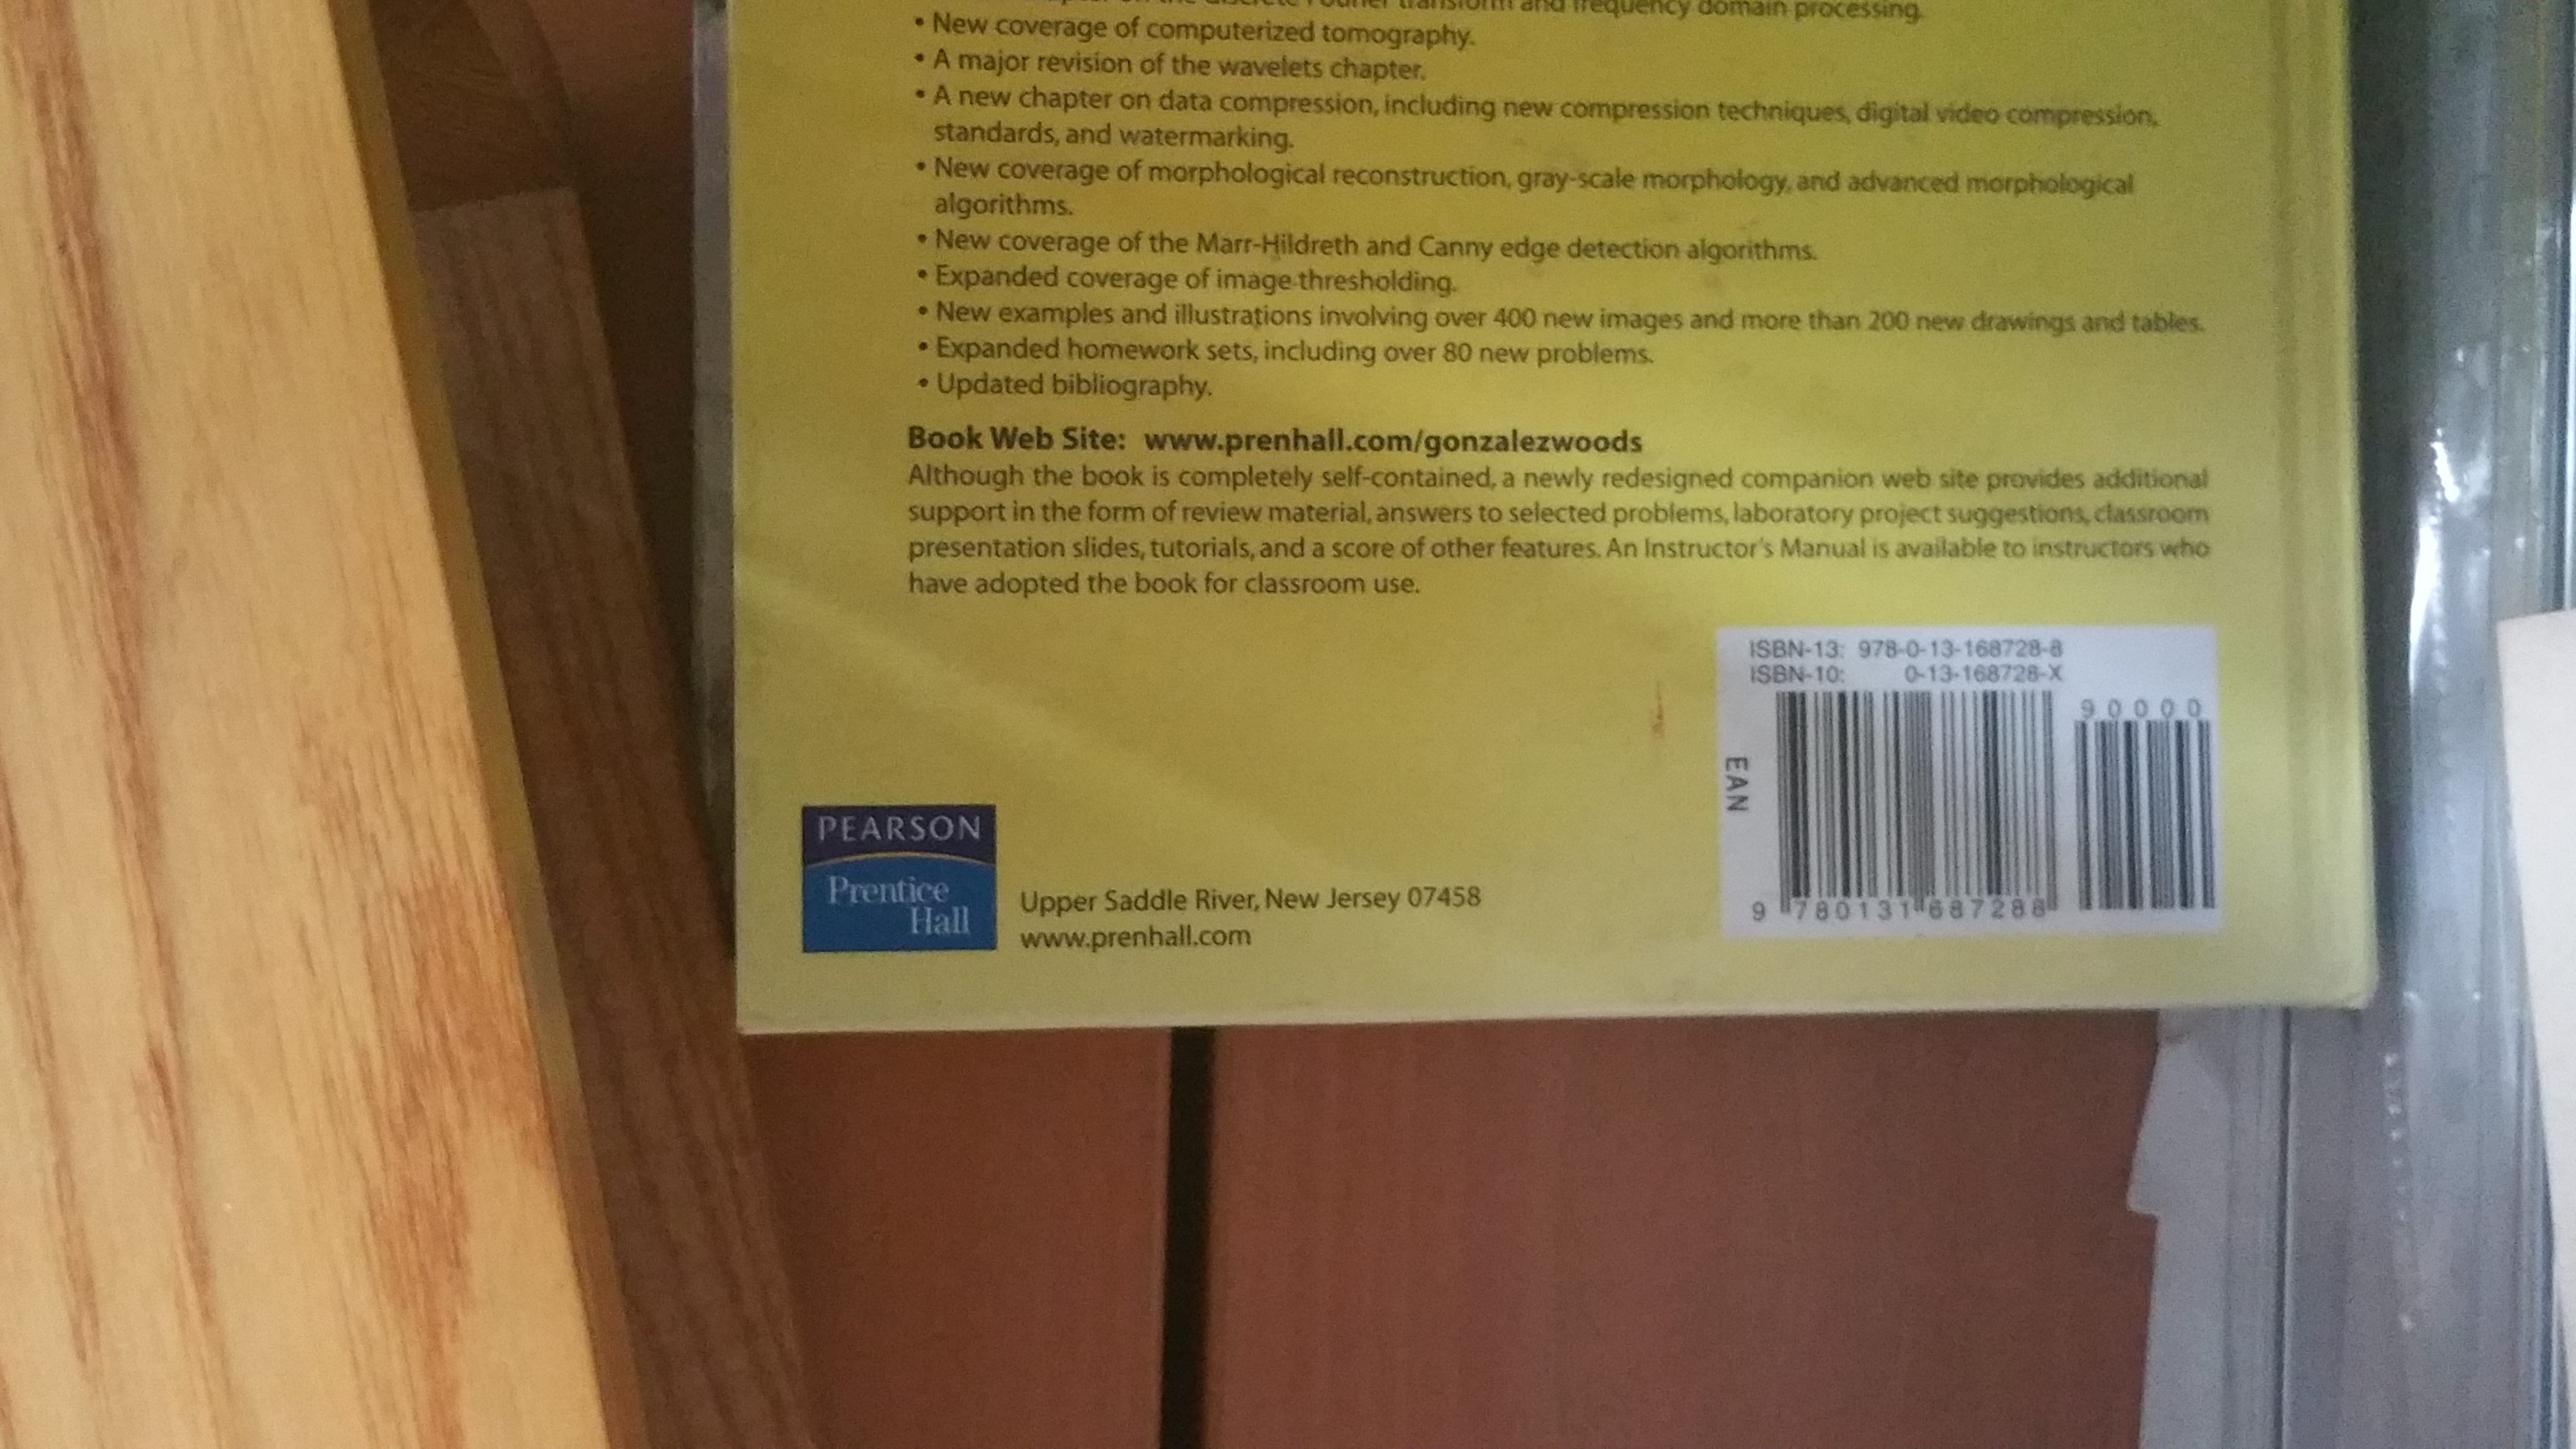 and frequency domain processing.
• New coverage of computerized tomography.
• A major revision of the wavelets chapter.
• A new chapter on data compression, including new compression techniques, digital video compression,
standards, and watermarking.
• New coverage of morphological reconstruction, gray-scale morphology, and advanced morphological
algorithms.
• New coverage of the Marr-Hildreth and Canny edge detection algorithms.
• Expanded coverage of image thresholding.
• New examples and illustrations involving over 400 new images and more than 200 new drawings and tables.
• Expanded homework sets, including over 80 new problems.
• Updated bibliography.
Book Web Site: www.prenhall.com/gonzalezwoods
Although the book is completely self-contained, a newly redesigned companion web site provides additional
support in the form of review material, answers to selected problems, laboratory project suggestions, classroom
presentation slides, tutorials, and a score of other features. An Instructor's Manual is available to instructors who
have adopted the book for classroom use.
PEARSON
Prentice
Hall
Upper Saddle River, New Jersey 07458
www.prenhall.com
ISBN-13: 978-0-13-168728-8
ISBN-10: 0-13-168728-X
EAN
90000
9 780131 687288